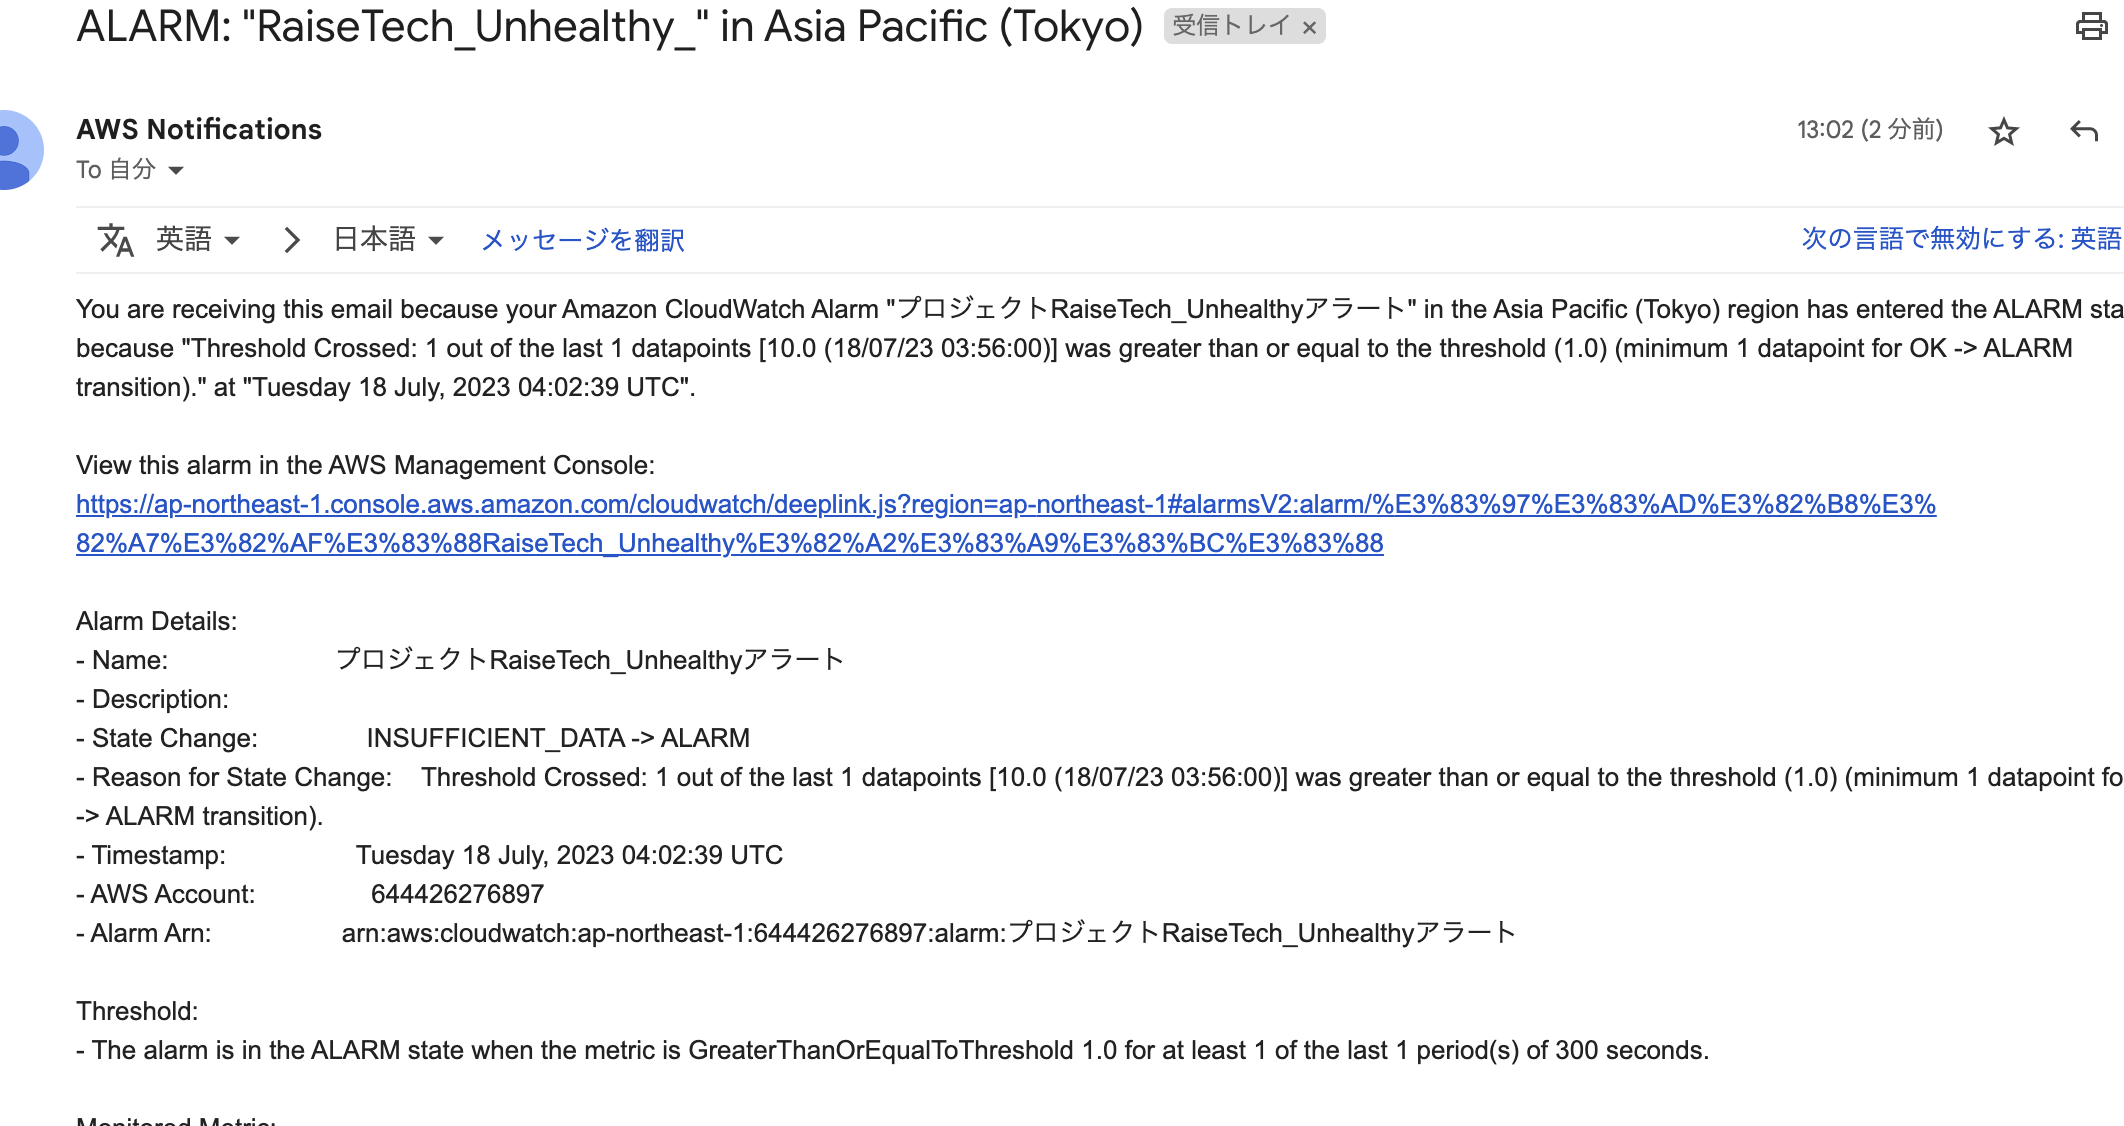 ALARM: "RaiseTech_Unhealthy_" in Asia Pacific (Tokyo) 受信トレイ ×
AWS Notifications 13:02 (2 分前)
To 自分
英語 日本語 メッセージを翻訳 次の言語で無効にする: 英語
You are receiving this email because your Amazon CloudWatch Alarm "プロジェクトRaiseTech_Unhealthyアラート" in the Asia Pacific (Tokyo) region has entered the ALARM sta
because "Threshold Crossed: 1 out of the last 1 datapoints [10.0 (18/07/23 03:56:00)] was greater than or equal to the threshold (1.0) (minimum 1 datapoint for OK -> ALARM
transition)." at "Tuesday 18 July, 2023 04:02:39 UTC".
View this alarm in the AWS Management Console:
https://ap-northeast-1.console.aws.amazon.com/cloudwatch/deeplink.js?region=ap-northeast-1#alarmsV2:alarm/%E3%83%97%E3%83%AD%E3%82%B8%E3%
82%A7%E3%82%AF%E3%83%88RaiseTech_Unhealthy%E3%82%A2%E3%83%A9%E3%83%BC%E3%83%88
Alarm Details:
- Name: プロジェクトRaiseTech_Unhealthyアラート
- Description:
- State Change: INSUFFICIENT_DATA -> ALARM
- Reason for State Change: Threshold Crossed: 1 out of the last 1 datapoints [10.0 (18/07/23 03:56:00)] was greater than or equal to the threshold (1.0) (minimum 1 datapoint fo
-> ALARM transition).
- Timestamp: Tuesday 18 July, 2023 04:02:39 UTC
- AWS Account: 644426276897
- Alarm Arn: arn:aws:cloudwatch:ap-northeast-1:644426276897:alarm:プロジェクトRaiseTech_Unhealthyアラート
Threshold:
- The alarm is in the ALARM state when the metric is GreaterThanOrEqualToThreshold 1.0 for at least 1 of the last 1 period(s) of 300 seconds.
Monitored Metric: